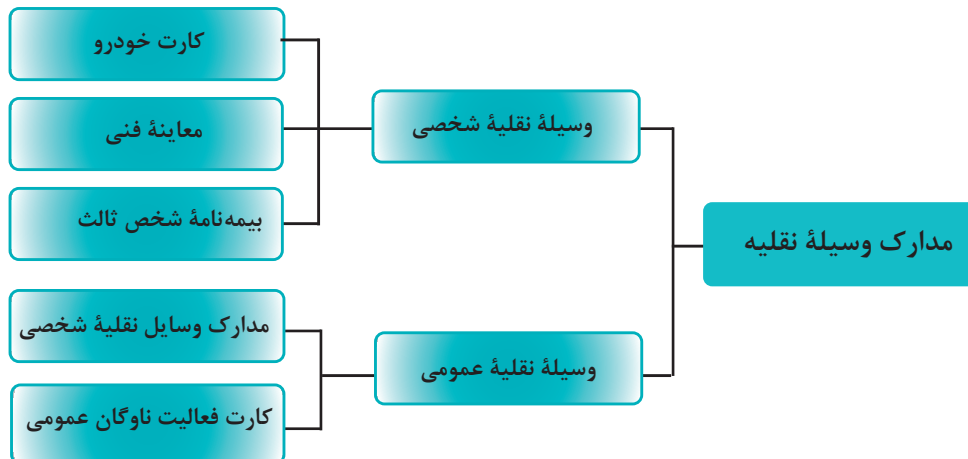 مدارک وسیلهٔ نقلیه
وسیلهٔ نقلیهٔ شخصی
کارت خودرو
معاینهٔ فنی
بیمه‌نامهٔ شخص ثالث
وسیلهٔ نقلیهٔ عمومی
مدارک وسایل نقلیهٔ شخصی
کارت فعالیت ناوگان عمومی